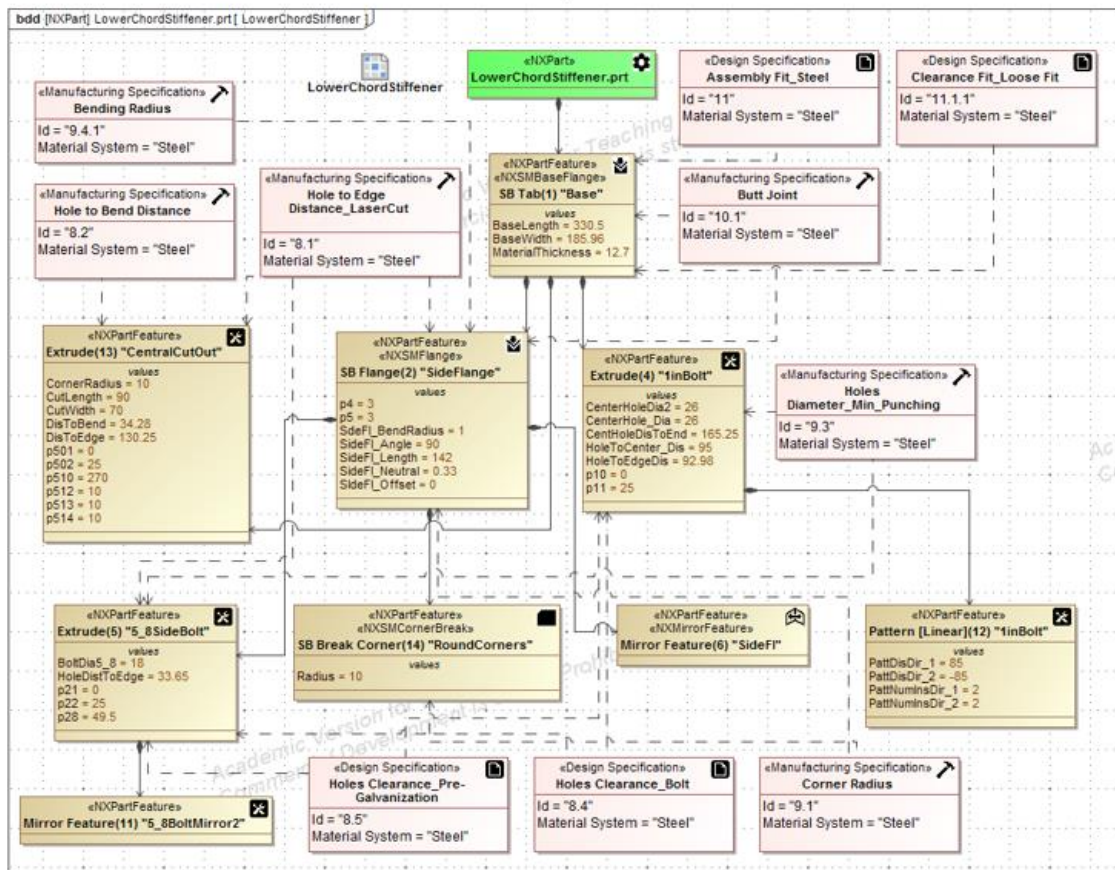 bdd [NXPart] LowerChordStiffener.prt [ LowerChordStiffener ]
LowerChordStiffener
«NXPart»
LowerChordStiffener.prt
«Design Specification»
Assembly Fit_Steel
Id = "11"
Material System = "Steel"
«Design Specification»
Clearance Fit_Loose Fit
Id = "11.1.1"
Material System = "Steel"
«Manufacturing Specification»
Bending Radius
Id = "9.4.1"
Material System = "Steel"
«Manufacturing Specification»
Hole to Bend Distance
Id = "8.2"
Material System = "Steel"
«Manufacturing Specification»
Hole to Edge
Distance_LaserCut
Id = "8.1"
Material System = "Steel"
«NXPartFeature»
«NXSMBaseFlange»
SB Tab(1) "Base"
values
BaseLength = 330.5
BaseWidth = 185.96
MaterialThickness = 12.7
«Manufacturing Specification»
Butt Joint
Id = "10.1"
Material System = "Steel"
«NXPartFeature»
Extrude(13) "CentralCutOut"
values
CornerRadius = 10
CutLength = 90
CutWidth = 70
DisToBend = 34.28
DisToEdge = 130.25
p501 = 0
p502 = 25
p510 = 270
p512 = 10
p513 = 10
p514 = 10
«NXPartFeature»
«NXSMFlange»
SB Flange(2) "SideFlange"
values
p4 = 3
p5 = 3
SdeFl_BendRadius = 1
SideFl_Angle = 90
SideFl_Length = 142
SideFl_Neutral = 0.33
SIdeFl_Offset = 0
«NXPartFeature»
Extrude(4) "1inBolt"
values
CenterHoleDia2 = 26
CenterHole_Dia = 26
CentHoleDisToEnd = 165.25
HoleToCenter_Dis = 95
HoleToEdgeDis = 92.98
p10 = 0
p11 = 25
«Manufacturing Specification»
Holes
Diameter_Min_Punching
Id = "9.3"
Material System = "Steel"
«NXPartFeature»
Extrude(5) "5_8SideBolt"
values
BoltDia5_8 = 18
HoleDistToEdge = 33.65
p21 = 0
p22 = 25
p28 = 49.5
«NXPartFeature»
«NXSMCornerBreak»
SB Break Corner(14) "RoundCorners"
values
Radius = 10
«NXPartFeature»
«NXMirrorFeature»
Mirror Feature(6) "SideFl"
«NXPartFeature»
Pattern [Linear](12) "1inBolt"
values
PattDisDir_1 = 85
PattDisDir_2 = -85
PattNumInsDir_1 = 2
PattNumInsDir_2 = 2
«NXPartFeature»
Mirror Feature(11) "5_8BoltMirror2"
«Design Specification»
Holes Clearance_Pre-
Galvanization
Id = "8.5"
Material System = "Steel"
«Design Specification»
Holes Clearance_Bolt
Id = "8.4"
Material System = "Steel"
«Manufacturing Specification»
Corner Radius
Id = "9.1"
Material System = "Steel"
Academic Version for
Teaching